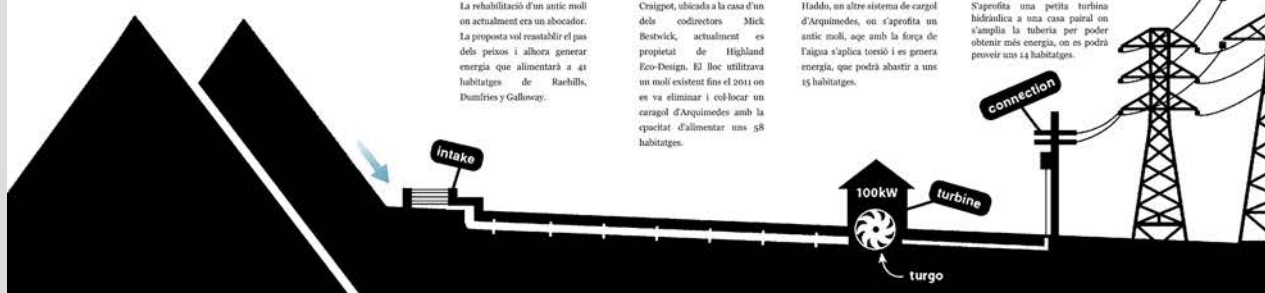 La rehabilitació d'un antic molí
on actualment era un abocador.
La proposta vol reastablir el pas
dels peixos i alhora generar
energia que alimentarà a 41
habitatges de Raehills,
Dumfries y Galloway.
Craigpot, ubicada a la casa d'un
dels codirectors Mick
Bestwick, actualment es
propietat de Highland
Eco-Design. El lloc utilitzava
un molí existent fins el 2011 on
es va eliminar i col·locar un
caragol d'Arquimedes amb la
cpacitat d'alimentar uns 58
habitatges.
Haddo, un altre sistema de cargol
d'Arquímedes, on s'aprofita un
antic molí, aqe amb la força de
l'aigua s'aplica torsió i es genera
energia, que podrà abastir a uns
15 habitatges.
S'aprofita una petita turbina
hidràulica a una casa pairal on
s'amplia la tuberia per poder
obtenir més energia, on es podrà
proveir uns 14 habitatges.
connection
intake
100kW
turbine
turgo